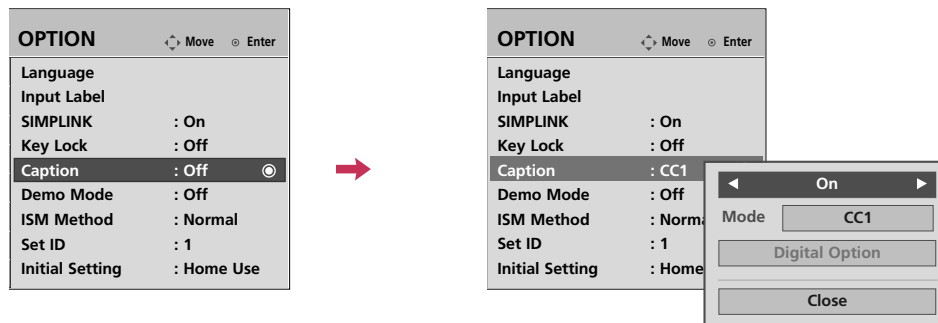 OPTION Move Enter
Language
Input Label
SIMPLINK : On
Key Lock : Off
Caption : Off
Demo Mode : Off
ISM Method : Normal
Set ID : 1
Initial Setting : Home Use
OPTION Move Enter
Language
Input Label
SIMPLINK : On
Key Lock : Off
Caption : CC1
Demo Mode : Off
ISM Method : Norma
Set ID : 1
Initial Setting : Home
On
Mode CC1
Digital Option
Close